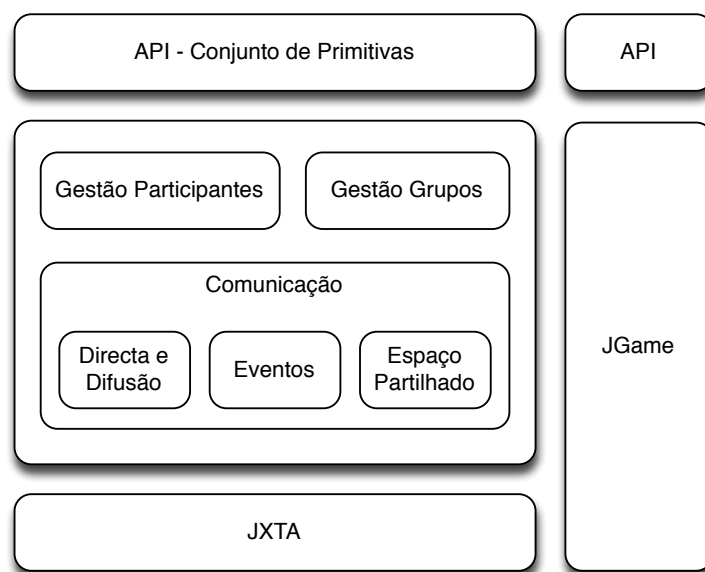 API - Conjunto de Primitivas
API
Gestão Participantes
Gestão Grupos
Comunicação
Directa e
Difusão
Eventos
Espaço
Partilhado
JGame
JXTA